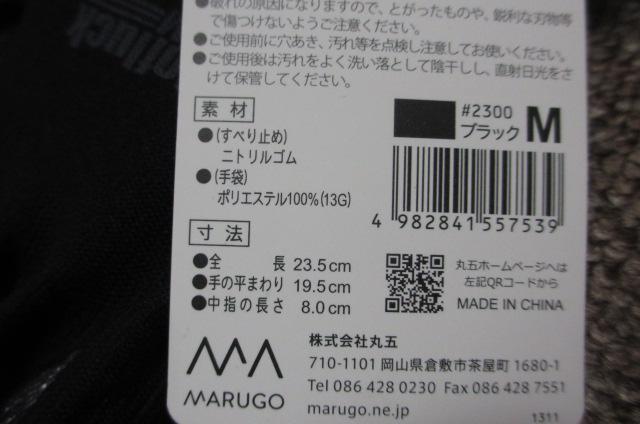 ●破れの原因になりますので、とがったものや、鋭利な刃物等
で傷つけないようご注意ください。
●ご使用前に穴あき、汚れ等を点検し注意してお使いください。
●ご使用後は汚れをよく洗い落として陰干しし、直射日光をさ
けて保管してください。
素材
●(すべり止め)
ニトリルゴム
●(手袋)
ポリエステル100%(13G)
#2300
ブラック M
4 982841 557539
寸法
●全長 23.5cm
●手の平まわり 19.5cm
●中指の長さ 8.0cm
丸五ホームページへは
左記QRコードから
MADE IN CHINA
MARUGO
株式会社丸五
710-1101 岡山県倉敷市茶屋町 1680-1
Tel 086 428 0230 Fax 086 428 7551
marugo.ne.jp
1311